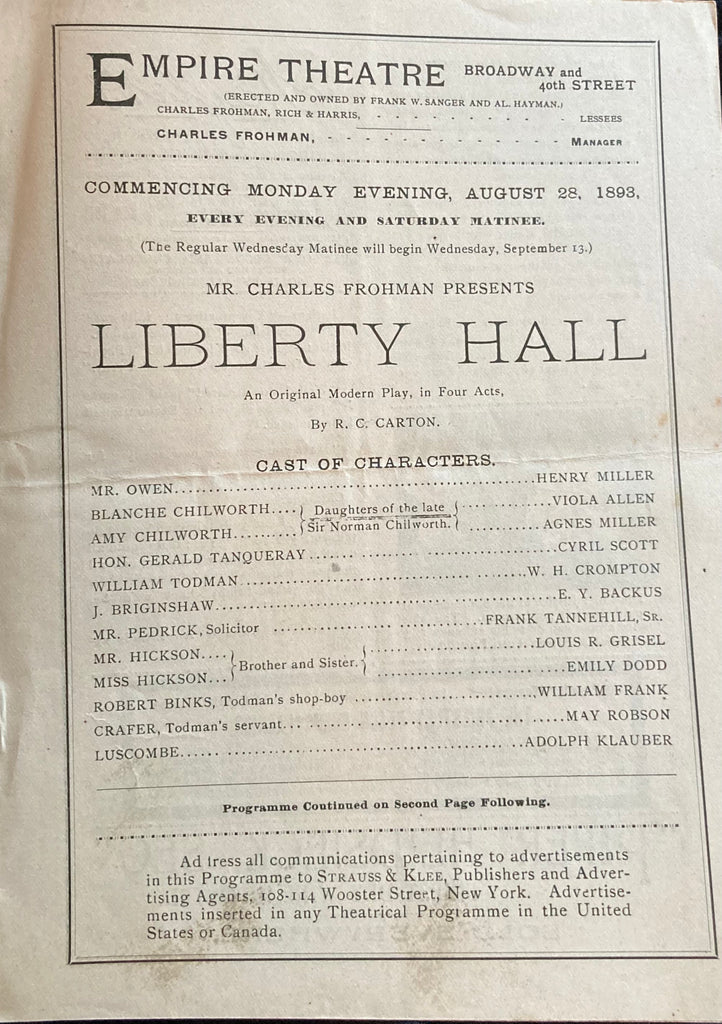 EMPIRE THEATRE BROADWAY and
40th STREET
(ERECTED AND OWNED BY FRANK W. SANGER AND AL. HAYMAN.)
CHARLES FROHMAN, RICH & HARRIS, - - - - - - - - - LESSEES
CHARLES FROHMAN, - - - - - - - - - - - - - MANAGER
COMMENCING MONDAY EVENING, AUGUST 28, 1893,
EVERY EVENING AND SATURDAY MATINEE.
(The Regular Wednesday Matinee will begin Wednesday, September 13.)
MR. CHARLES FROHMAN PRESENTS
LIBERTY HALL
An Original Modern Play, in Four Acts,
By R. C. CARTON.
CAST OF CHARACTERS.
MR. OWEN........................................HENRY MILLER
BLANCHE CHILWORTH.... Daughters of the late ............VIOLA ALLEN
AMY CHILWORTH.......... Sir Norman Chilworth. ...........AGNES MILLER
HON. GERALD TANQUERAY ..............................CYRIL SCOTT
WILLIAM TODMAN ..............................W. H. CROMPTON
J. BRIGINSHAW........................................E. Y. BACKUS
MR. PEDRICK, Solicitor ..............................FRANK TANNEHILL, SR.
MR. HICKSON.... Brother and Sister. ....................LOUIS R. GRISEL
MISS HICKSON... ....................EMILY DODD
ROBERT BINKS, Todman's shop-boy ....................WILLIAM FRANK
CRAFER, Todman's servant... ..............................MAY ROBSON
LUSCOMBE...... ..............................ADOLPH KLAUBER
Programme Continued on Second Page Following.
Address all communications pertaining to advertisements
in this Programme to STRAUSS & KLEE, Publishers and Adver-
tising Agents, 108-114 Wooster Street, New York. Advertise-
ments inserted in any Theatrical Programme in the United
States or Canada.